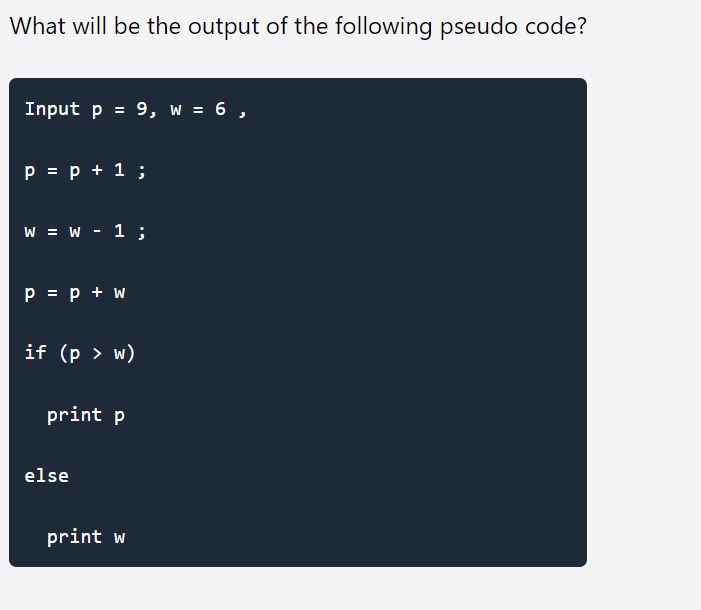 What will be the output of the following pseudo code?
Input p = 9, w = 6 ,
p = p + 1 ;
w = w - 1 ;
p = p + w
if (p > w)
print p
else
print w